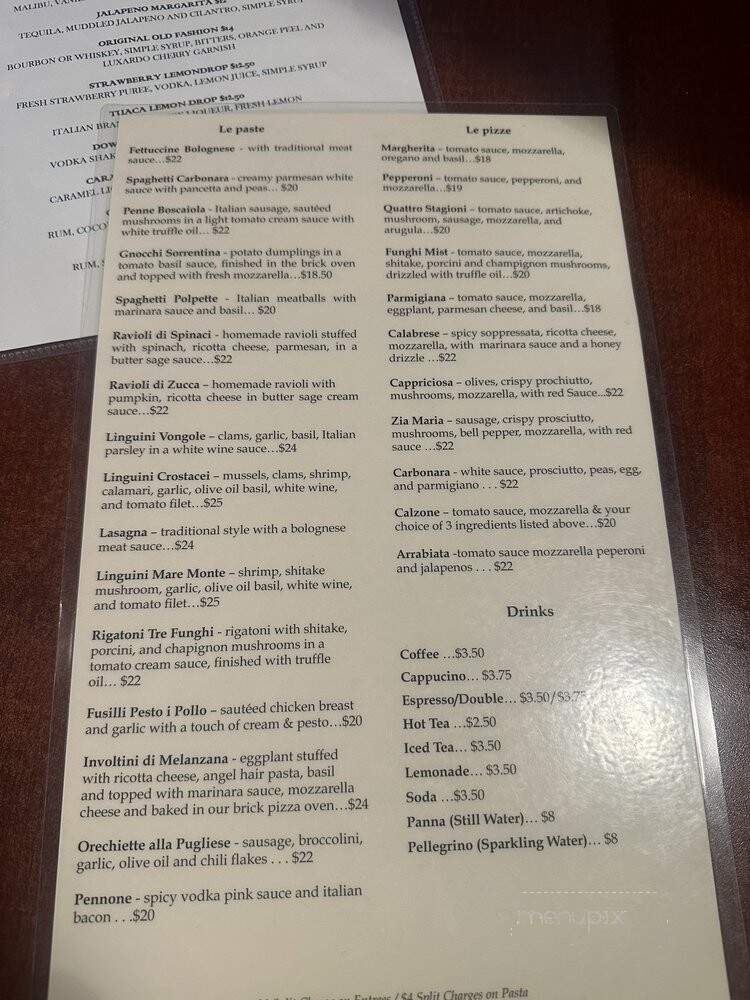 MALIBU,
JALAPENO MARGARITA $12
TEQUILA, MUDDLED JALAPENO AND CILANTRO, SIMPLE
ORIGINAL OLD FASHION $14
BOURBON OR WHISKEY, SIMPLE SYRUP, BITTERS, ORANGE PEEL AND
LUXARDO CHERRY GARNISH
STRAWBERRY LEMONDROP $12.50
FRESH STRAWBERRY PUREE, VODKA, LEMON JUICE, SIMPLE SYRUP
LEMON DROP $12.50
ITALIAN LIQUEUR, FRESH LEMON
VODKA
CARAMEL
RUM,
RUM,
Le paste
Fettuccine Bolognese - with traditional meat
sauce...$22
Spaghetti Carbonara - creamy parmesan white
sauce with pancetta and peas... $20
Penne Boscaiola - Italian sausage, sautéed
mushrooms in a light tomato cream sauce with
white truffle oil... $22
Gnocchi Sorrentina - potato dumplings in a
tomato basil sauce, finished in the brick oven
and topped with fresh mozzarella...$18.50
Spaghetti Polpette - Italian meatballs with
marinara sauce and basil... $20
Ravioli di Spinaci - homemade ravioli stuffed
with spinach, ricotta cheese, parmesan, in a
butter sage sauce...$22
Ravioli di Zucca – homemade ravioli with
pumpkin, ricotta cheese in butter sage cream
sauce...$22
Linguini Vongole – clams, garlic, basil, Italian
parsley in a white wine sauce...$24
Linguini Crostacei – mussels, clams, shrimp,
calamari, garlic, olive oil basil, white wine,
and tomato filet...$25
Lasagna – traditional style with a bolognese
meat sauce...$24
Linguini Mare Monte – shrimp, shitake
mushroom, garlic, olive oil basil, white wine,
and tomato filet...$25
Rigatoni Tre Funghi - rigatoni with shitake,
porcini, and chapignon mushrooms in a
tomato cream sauce, finished with truffle
oil... $22
Fusilli Pesto i Pollo – sautéed chicken breast
and garlic with a touch of cream & pesto...$20
Involtini di Melanzana - eggplant stuffed
with ricotta cheese, angel hair pasta, basil
and topped with marinara sauce, mozzarella
cheese and baked in our brick pizza oven...$24
Orechiette alla Pugliese - sausage, broccolini,
garlic, olive oil and chili flakes . . . $22
Pennone - spicy vodka pink sauce and italian
bacon . . .$20
Le pizze
Margherita – tomato sauce, mozzarella,
oregano and basil...$18
Pepperoni – tomato sauce, pepperoni, and
mozzarella...$19
Quattro Stagioni – tomato sauce, artichoke,
mushroom, sausage, mozzarella, and
arugula...$20
Funghi Mist - tomato sauce, mozzarella,
shitake, porcini and champignon mushrooms,
drizzled with truffle oil...$20
Parmigiana – tomato sauce, mozzarella,
eggplant, parmesan cheese, and basil...$18
Calabrese – spicy soppressata, ricotta cheese,
mozzarella, with marinara sauce and a honey
drizzle ...$22
Cappriciosa – olives, crispy prochiutto,
mushrooms, mozzarella, with red Sauce...$22
Zia Maria – sausage, crispy prosciutto,
mushrooms, bell pepper, mozzarella, with red
sauce ...$22
Carbonara - white sauce, prosciutto, peas, egg,
and parmigiano . . . $22
Calzone – tomato sauce, mozzarella & your
choice of 3 ingredients listed above...$20
Arrabiata -tomato sauce mozzarella peperoni
and jalapenos . . . $22
Drinks
Coffee ...$3.50
Cappucino... $3.75
Espresso/Double... $3.50/$3.75
Hot Tea ...$2.50
Iced Tea... $3.50
Lemonade... $3.50
Soda ...$3.50
Panna (Still Water)... $8
Pellegrino (Sparkling Water)... $8
menupix
Split Charge on Entrees / $4 Split Charges on Pasta